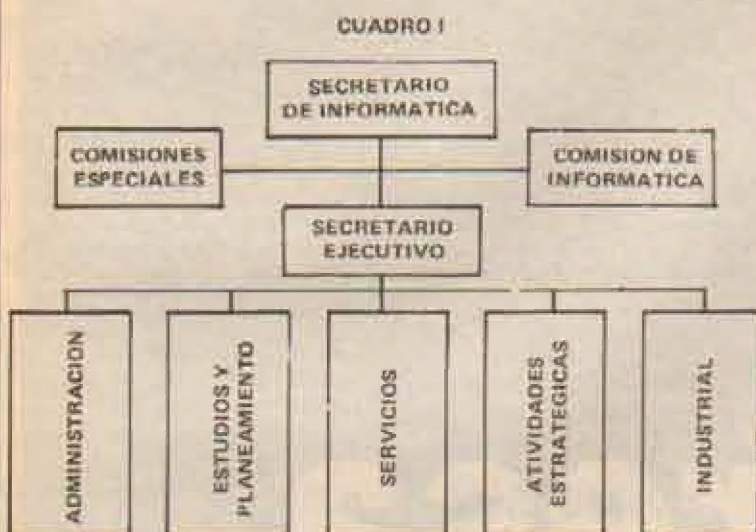 CUADRO I
SECRETARIO
DE INFORMATICA
COMISIONES
ESPECIALES
COMISION DE
INFORMATICA
SECRETARIO
EJECUTIVO
ADMINISTRACION
ESTUDIOS Y
PLANEAMIENTO
SERVICIOS
ATIVIDADES
ESTRATEGICAS
INDUSTRIAL